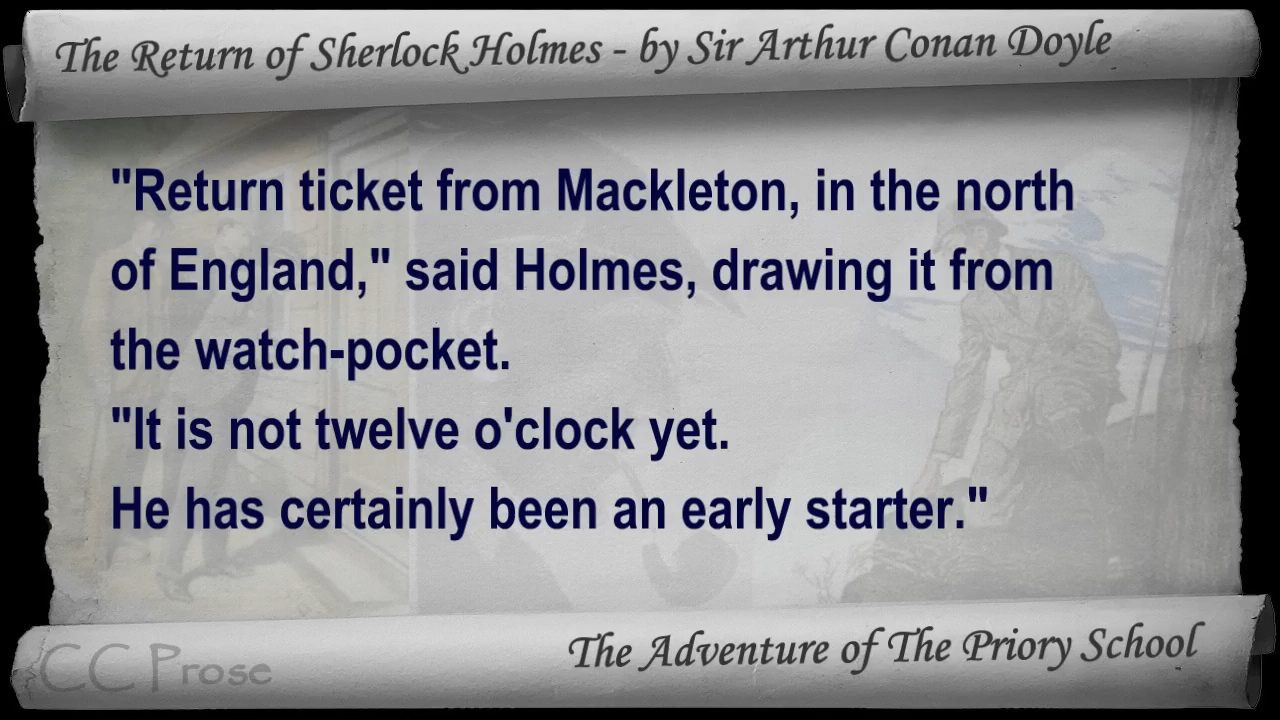 The Return of Sherlock Holmes - by Sir Arthur Conan Doyle
"Return ticket from Mackleton, in the north
of England," said Holmes, drawing it from
the watch-pocket.
"It is not twelve o'clock yet.
He has certainly been an early starter."
The Adventure of The Priory School
CC Prose